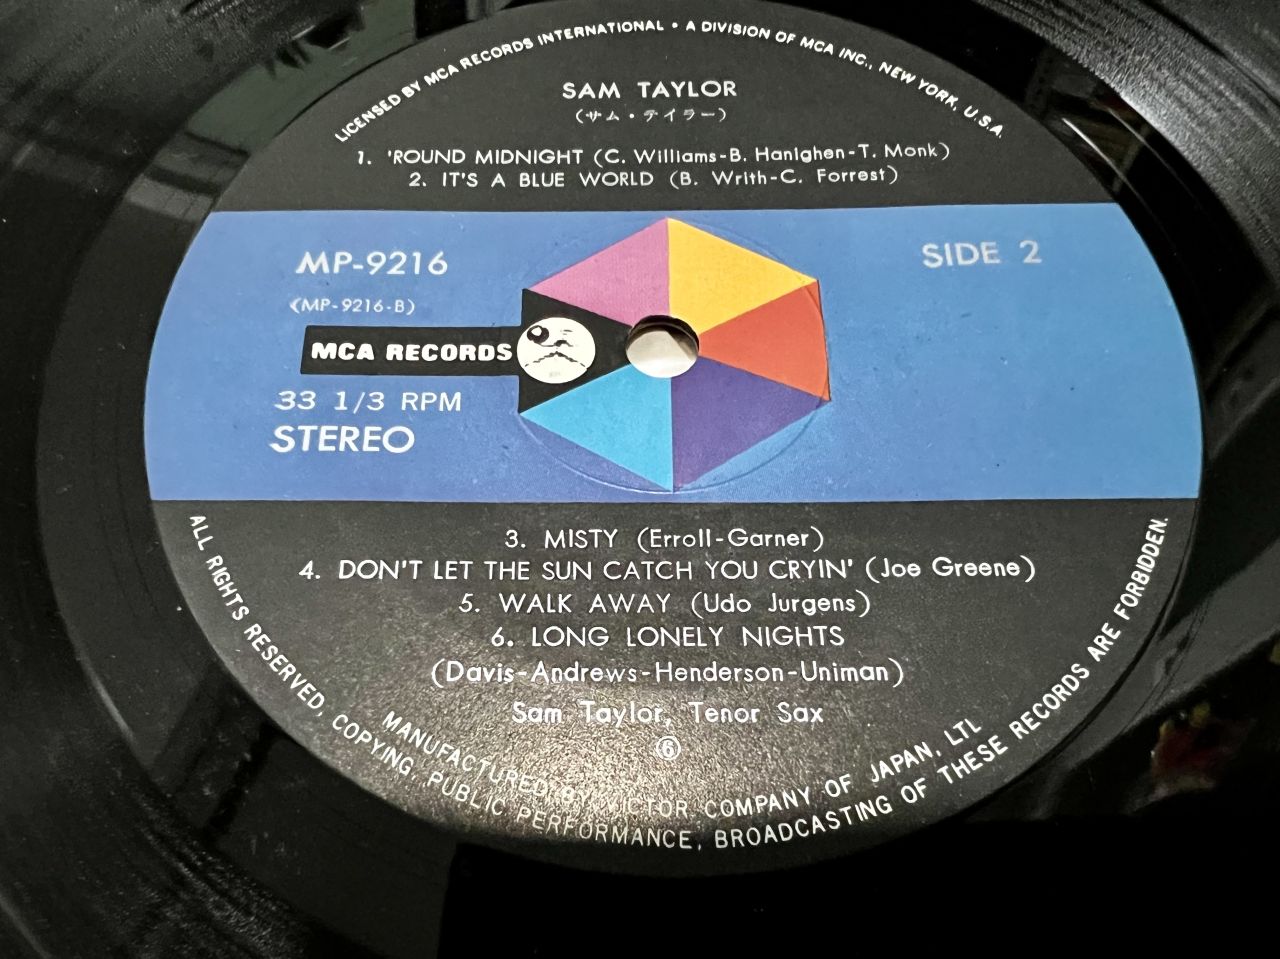 LICENSED BY MCA RECORDS INTERNATIONAL • A DIVISION OF MCA INC., NEW YORK, U.S.A.
SAM TAYLOR
(サム・テイラー)
1. 'ROUND MIDNIGHT (C. Williams-B. Hanighen-T. Monk)
2. IT'S A BLUE WORLD (B. Writh-C. Forrest)
MP-9216
SIDE 2
(MP-9216-B)
MCA RECORDS
33 1/3 RPM
STEREO
3. MISTY (Erroll-Garner)
4. DON'T LET THE SUN CATCH YOU CRYIN' (Joe Greene)
5. WALK AWAY (Udo Jurgens)
6. LONG LONELY NIGHTS
(Davis-Andrews-Henderson-Uniman)
Sam Taylor, Tenor Sax
⑥
MANUFACTURED BY VICTOR COMPANY OF JAPAN, LTD.
ALL RIGHTS RESERVED, COPYING, PUBLIC PERFORMANCE, BROADCASTING OF THESE RECORDS ARE FORBIDDEN.